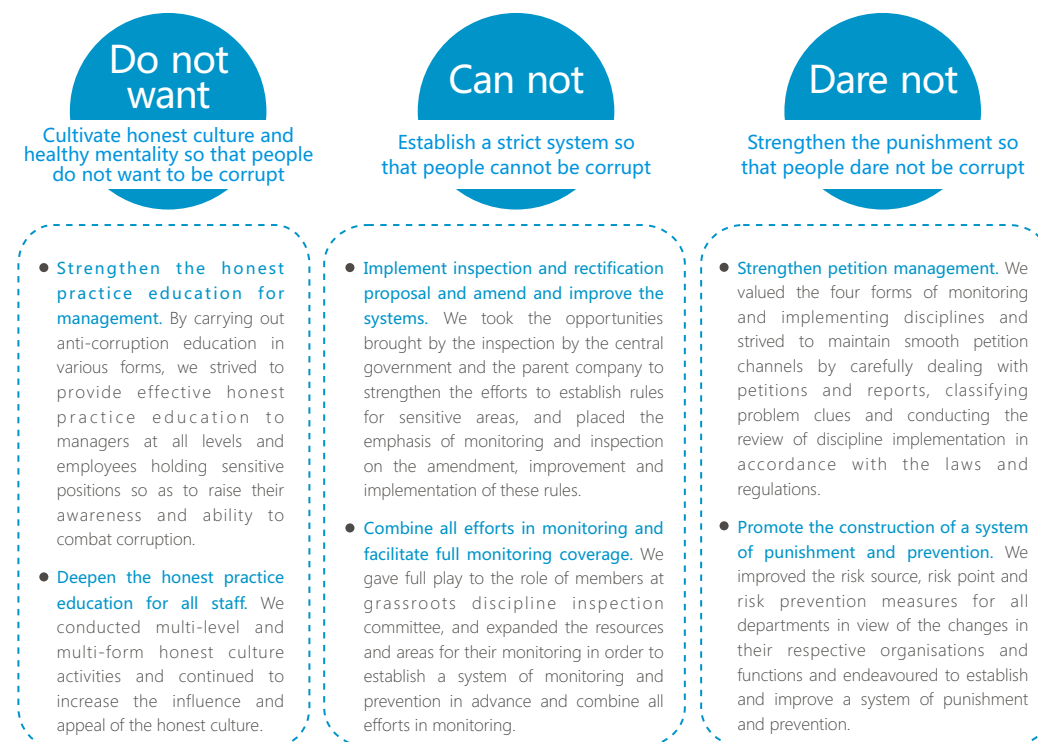 Do not
want
Cultivate honest culture and
healthy mentality so that people
do not want to be corrupt
● Strengthen the honest
practice education for
management. By carrying out
anti-corruption education in
various forms, we strived to
provide effective honest
practice education to
managers at all levels and
employees holding sensitive
positions so as to raise their
awareness and ability to
combat corruption.
● Deepen the honest practice
education for all staff. We
conducted multi-level and
multi-form honest culture
activities and continued to
increase the influence and
appeal of the honest culture.
Can not
Establish a strict system so
that people cannot be corrupt
● Implement inspection and rectification
proposal and amend and improve the
systems. We took the opportunities
brought by the inspection by the central
government and the parent company to
strengthen the efforts to establish rules
for sensitive areas, and placed the
emphasis of monitoring and inspection
on the amendment, improvement and
implementation of these rules.
● Combine all efforts in monitoring and
facilitate full monitoring coverage. We
gave full play to the role of members at
grassroots discipline inspection
committee, and expanded the resources
and areas for their monitoring in order to
establish a system of monitoring and
prevention in advance and combine all
efforts in monitoring.
Dare not
Strengthen the punishment so
that people dare not be corrupt
● Strengthen petition management. We
valued the four forms of monitoring
and implementing disciplines and
strived to maintain smooth petition
channels by carefully dealing with
petitions and reports, classifying
problem clues and conducting the
review of discipline implementation in
accordance with the laws and
regulations.
● Promote the construction of a system
of punishment and prevention. We
improved the risk source, risk point and
risk prevention measures for all
departments in view of the changes in
their respective organisations and
functions and endeavoured to establish
and improve a system of punishment
and prevention.